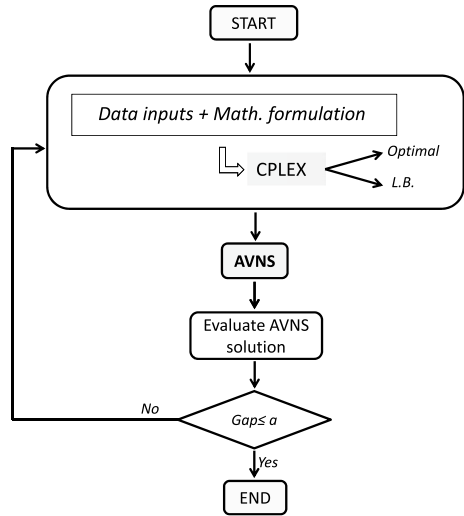 START
Data inputs + Math. formulation
CPLEX
Optimal
L.B.
AVNS
Evaluate AVNS
solution
Gap≤ a
No
Yes
END